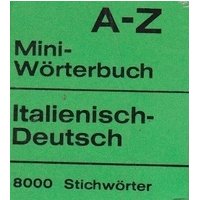 A-Z
Mini-
Wörterbuch
Italienisch-
Deutsch
8000 Stichwörter